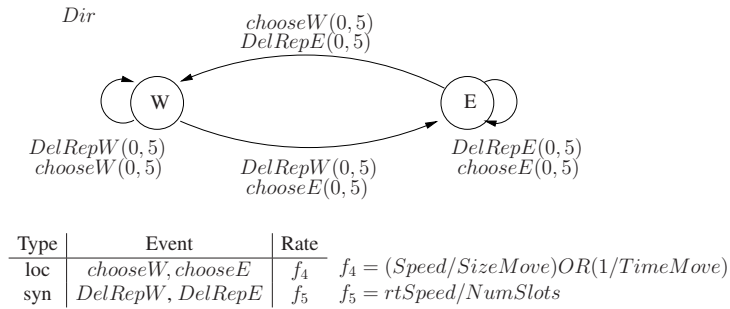 Dir
chooseW(0, 5)
DelRepE(0, 5)
W
E
DelRepW(0, 5)
chooseW(0, 5)
DelRepW(0, 5)
chooseE(0, 5)
DelRepE(0, 5)
chooseE(0, 5)
Type Event Rate
loc chooseW, chooseE f₄ f₄ = (Speed/SizeMove)OR(1/TimeMove)
syn DelRepW, DelRepE f₅ f₅ = rtSpeed/NumSlots